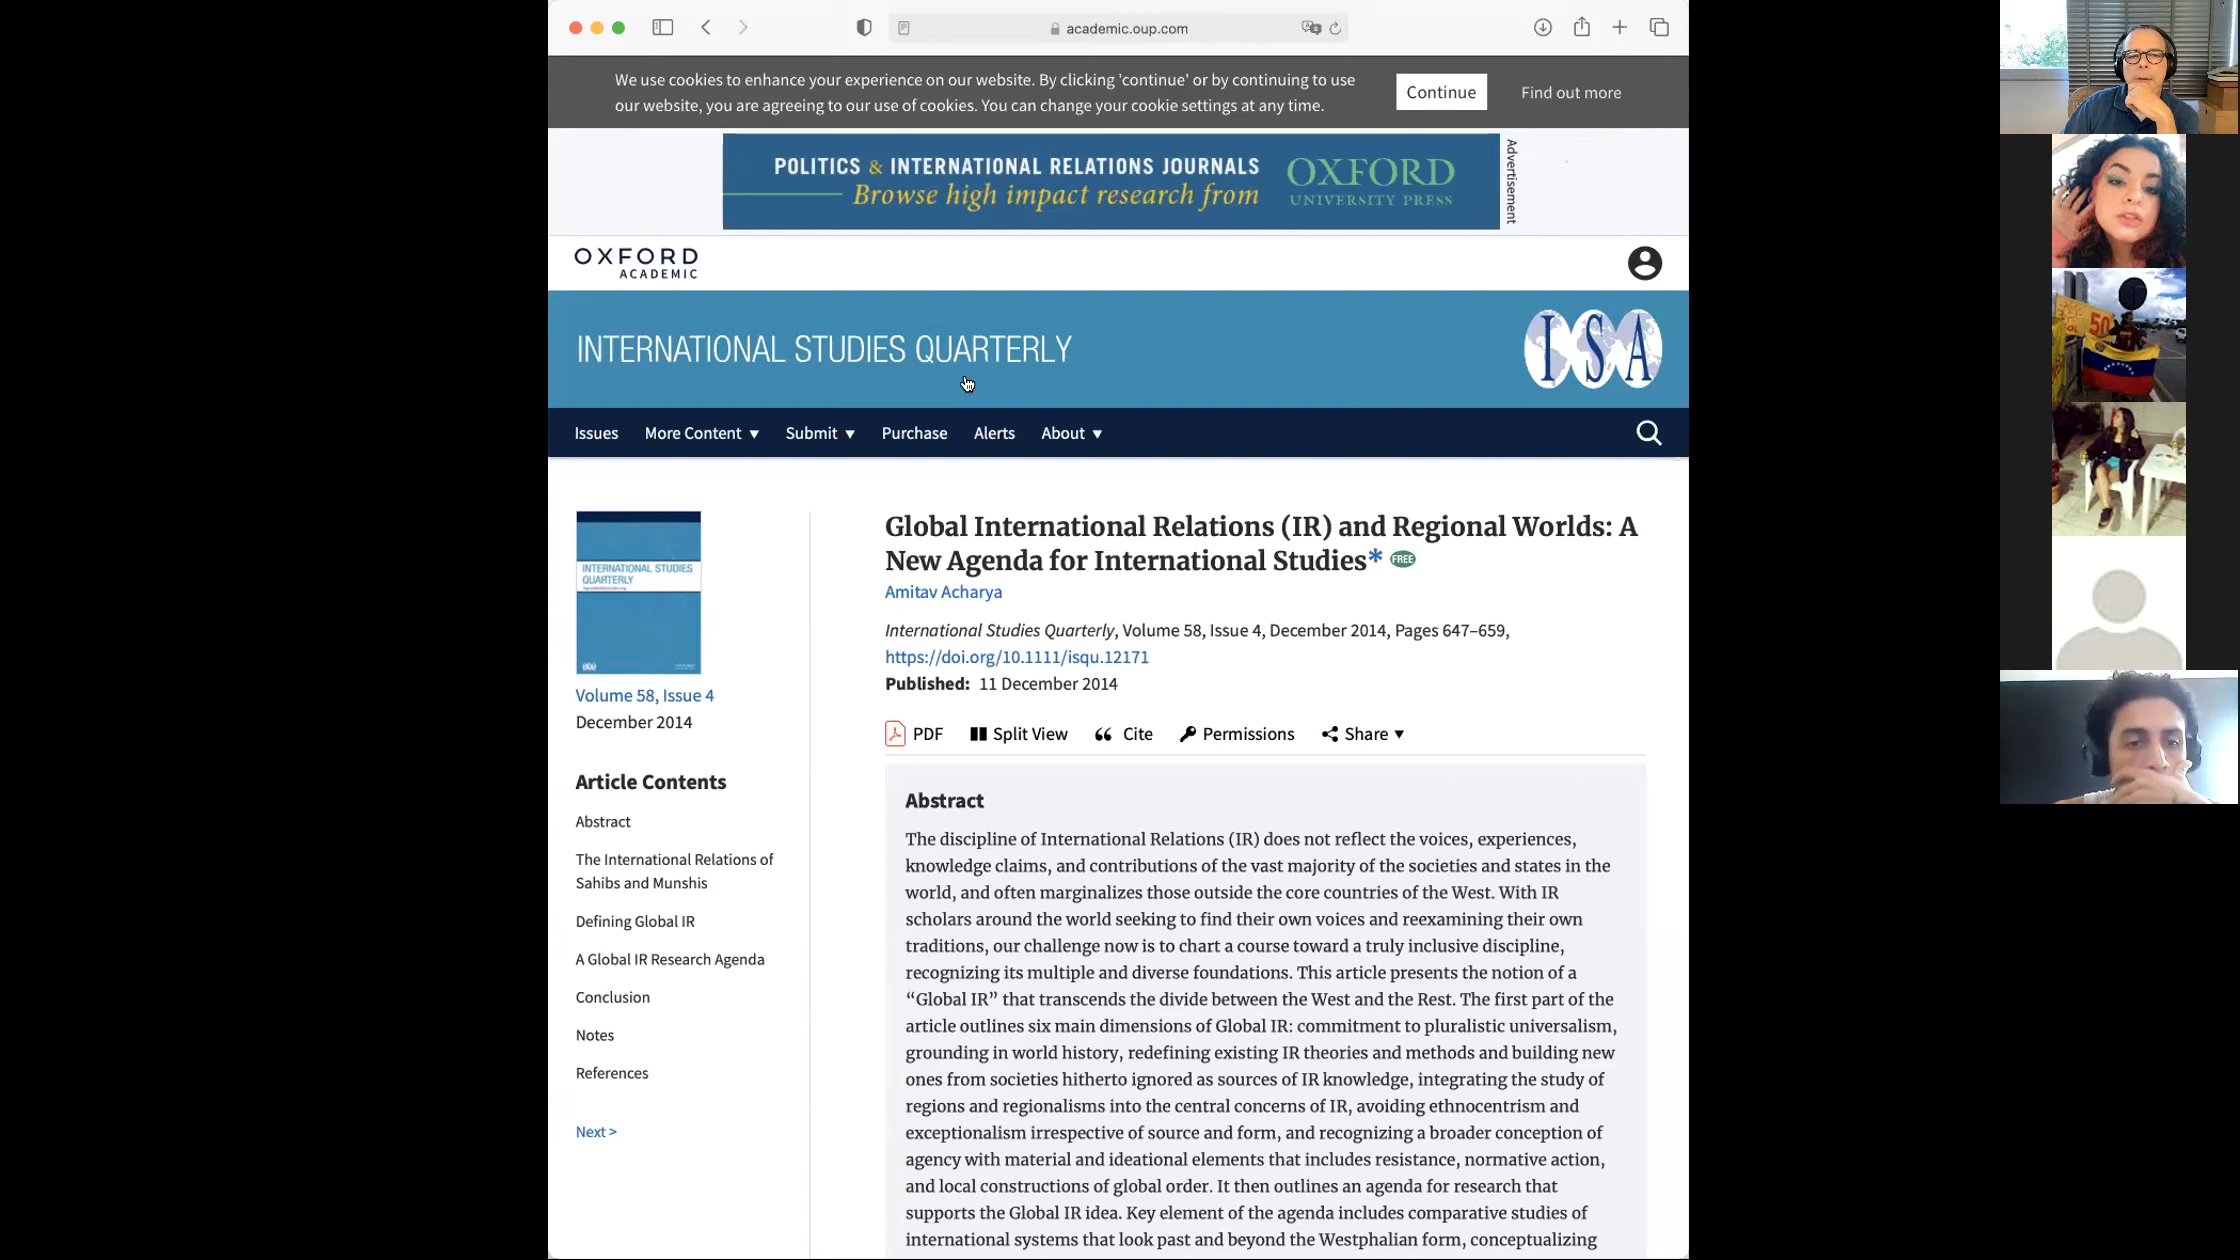 academic.oup.com
We use cookies to enhance your experience on our website. By clicking 'continue' or by continuing to use
our website, you are agreeing to our use of cookies. You can change your cookie settings at any time.
Continue
Find out more
POLITICS & INTERNATIONAL RELATIONS JOURNALS
Browse high impact research from
OXFORD
UNIVERSITY PRESS
Advertisement
OXFORD
ACADEMIC
INTERNATIONAL STUDIES QUARTERLY
ISA
Issues
More Content
Submit
Purchase
Alerts
About
INTERNATIONAL STUDIES
QUARTERLY
Volume 58, Issue 4
December 2014
Article Contents
Abstract
The International Relations of
Sahibs and Munshis
Defining Global IR
A Global IR Research Agenda
Conclusion
Notes
References
Next >
Global International Relations (IR) and Regional Worlds: A
New Agenda for International Studies* FREE
Amitav Acharya
International Studies Quarterly, Volume 58, Issue 4, December 2014, Pages 647–659,
https://doi.org/10.1111/isqu.12171
Published: 11 December 2014
PDF
Split View
Cite
Permissions
Share
Abstract
The discipline of International Relations (IR) does not reflect the voices, experiences,
knowledge claims, and contributions of the vast majority of the societies and states in the
world, and often marginalizes those outside the core countries of the West. With IR
scholars around the world seeking to find their own voices and reexamining their own
traditions, our challenge now is to chart a course toward a truly inclusive discipline,
recognizing its multiple and diverse foundations. This article presents the notion of a
“Global IR” that transcends the divide between the West and the Rest. The first part of the
article outlines six main dimensions of Global IR: commitment to pluralistic universalism,
grounding in world history, redefining existing IR theories and methods and building new
ones from societies hitherto ignored as sources of IR knowledge, integrating the study of
regions and regionalisms into the central concerns of IR, avoiding ethnocentrism and
exceptionalism irrespective of source and form, and recognizing a broader conception of
agency with material and ideational elements that includes resistance, normative action,
and local constructions of global order. It then outlines an agenda for research that
supports the Global IR idea. Key element of the agenda includes comparative studies of
international systems that look past and beyond the Westphalian form, conceptualizing
50